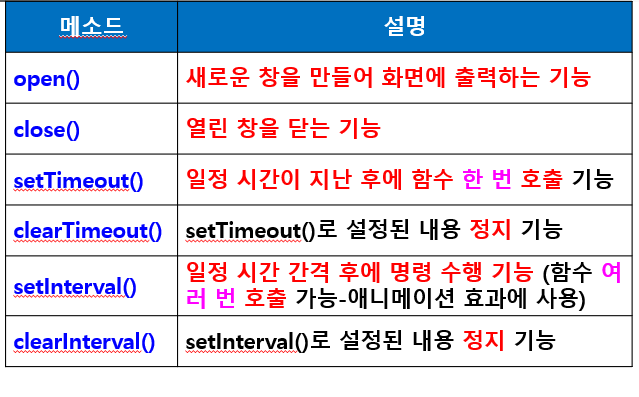 메소드 설명
open() 새로운 창을 만들어 화면에 출력하는 기능
close() 열린 창을 닫는 기능
setTimeout() 일정 시간이 지난 후에 함수 한 번 호출 기능
clearTimeout() setTimeout()로 설정된 내용 정지 기능
setInterval() 일정 시간 간격 후에 명령 수행 기능 (함수 여
러 번 호출 가능-애니메이션 효과에 사용)
clearInterval() setInterval()로 설정된 내용 정지 기능